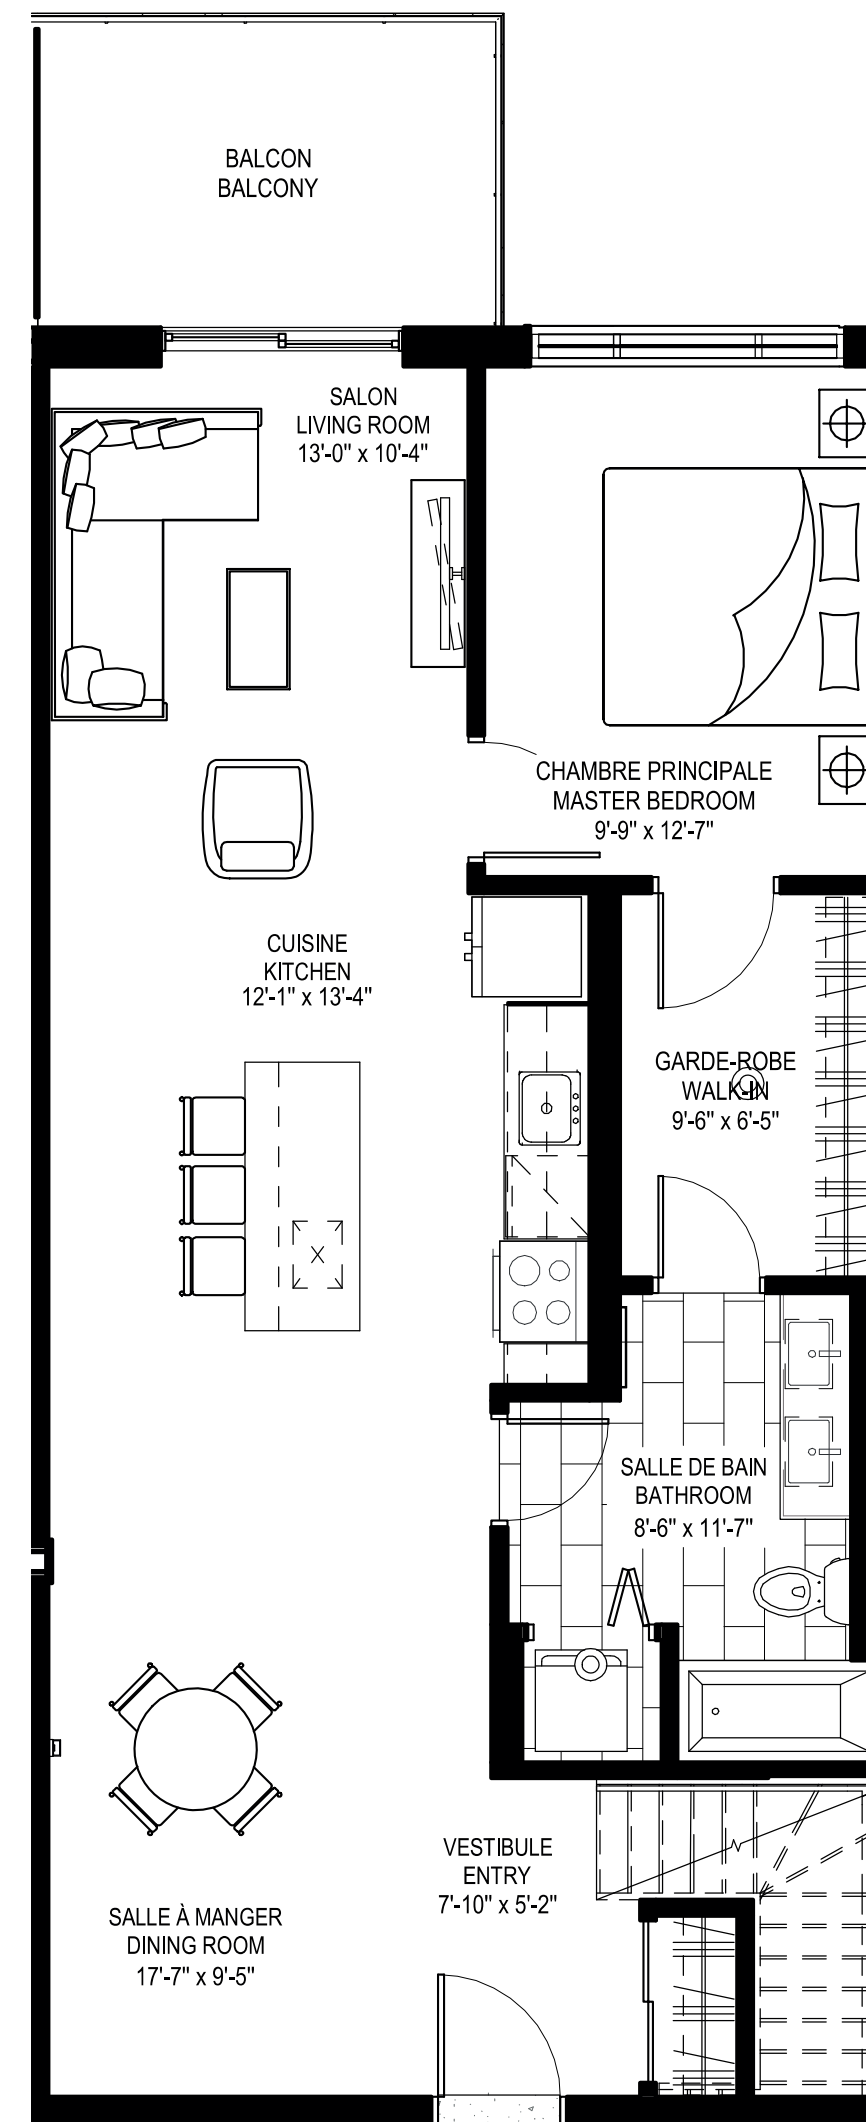 BALCON
BALCONY
SALON
LIVING ROOM
13'-0" x 10'-4"
CHAMBRE PRINCIPALE
MASTER BEDROOM
9'-9" x 12'-7"
CUISINE
KITCHEN
12'-1" x 13'-4"
GARDE-ROBE
WALK-IN
9'-6" x 6'-5"
SALLE DE BAIN
BATHROOM
8'-6" x 11'-7"
VESTIBULE
ENTRY
7'-10" x 5'-2"
SALLE À MANGER
DINING ROOM
17'-7" x 9'-5"